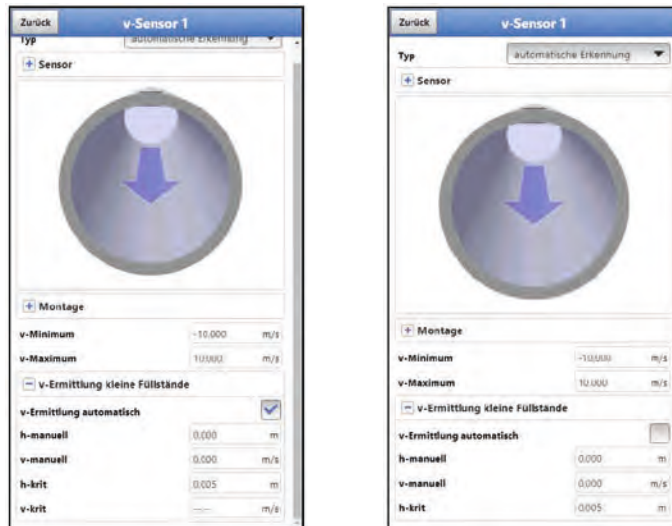 Zurück v-Sensor 1
Typ automatische Erkennung
+ Sensor
+ Montage
v-Minimum -10,000 m/s
v-Maximum 10,000 m/s
− v-Ermittlung kleine Füllstände
v-Ermittlung automatisch
h-manuell 0,000 m
v-manuell 0,000 m/s
h-krit 0,005 m
v-krit -.--- m/s
Zurück v-Sensor 1
Typ automatische Erkennung
+ Sensor
+ Montage
v-Minimum -10,000 m/s
v-Maximum 10,000 m/s
− v-Ermittlung kleine Füllstände
v-Ermittlung automatisch
h-manuell 0,000 m
v-manuell 0,000 m/s
h-krit 0,005 m